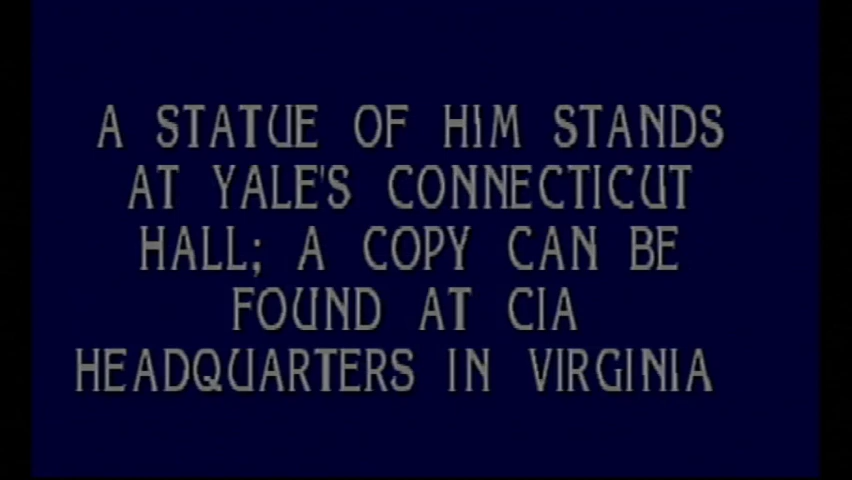 A STATUE OF HIM STANDS
AT YALE'S CONNECTICUT
HALL; A COPY CAN BE
FOUND AT CIA
HEADQUARTERS IN VIRGINIA